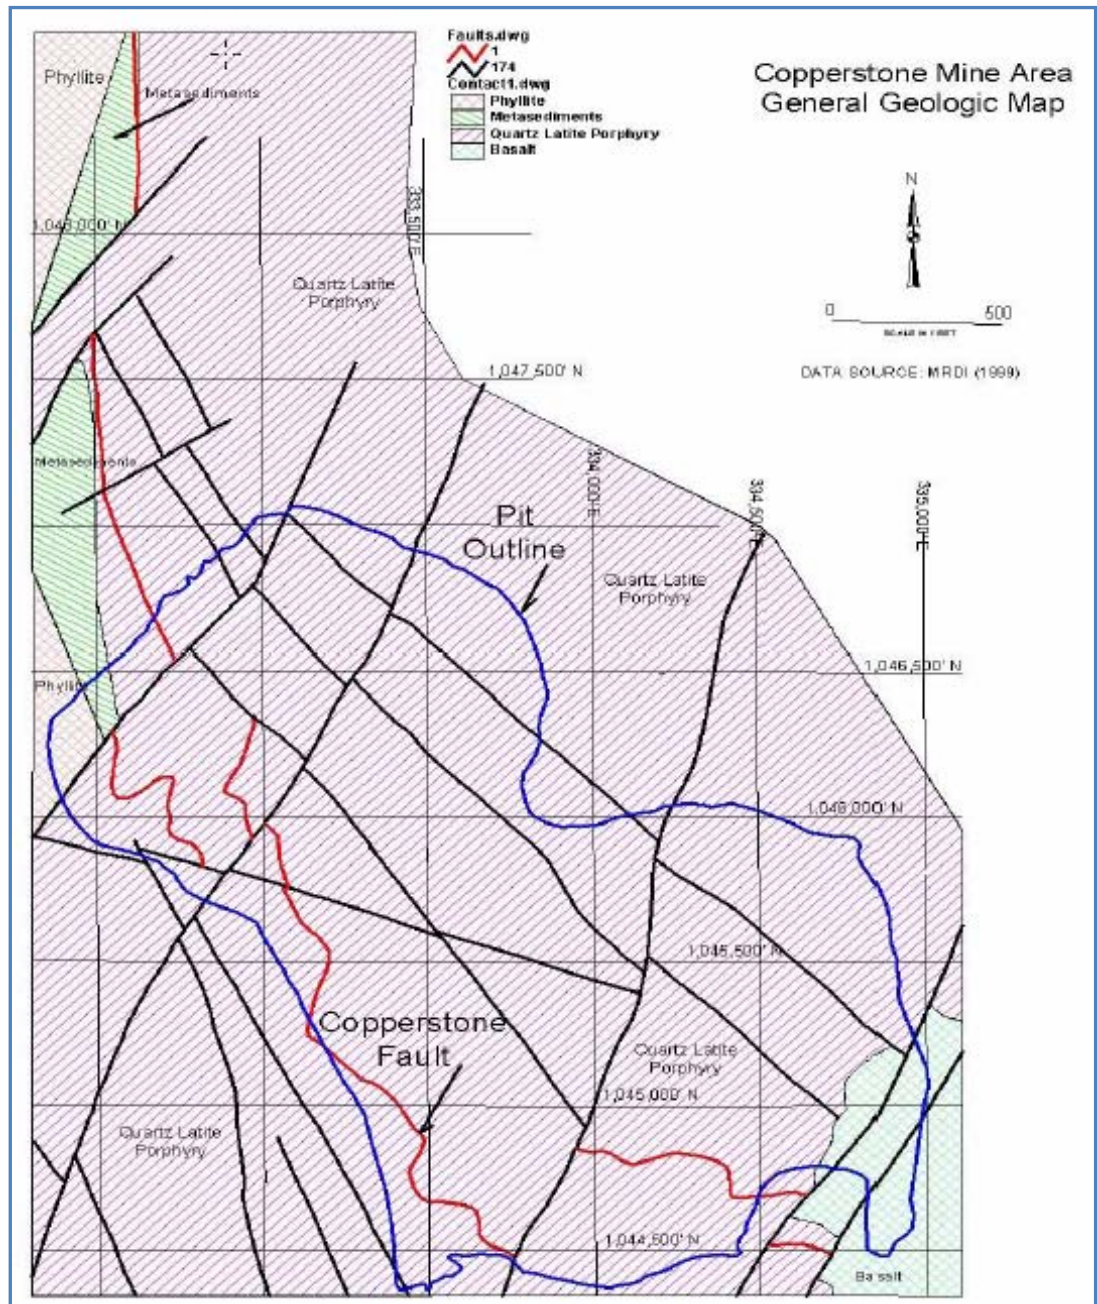 Faults.dwg
1
174
Contact1.dwg
Phyllite
Metasediments
Quartz Latite Porphyry
Basalt
Copperstone Mine Area
General Geologic Map
N
0
500
SCALE IN FEET
DATA SOURCE: MRDI (1999)
Phyllite
Metasediments
1,048,000' N
333,500' E
Quartz Latite
Porphyry
1,047,500' N
Metasediments
334,000' E
334,500' E
335,000' E
Pit
Outline
Quartz Latite
Porphyry
1,046,500' N
Phyllite
1,046,000' N
1,045,500' N
Copperstone
Fault
Quartz Latite
Porphyry
1,045,000' N
Quartz Latite
Porphyry
1,044,500' N
Basalt